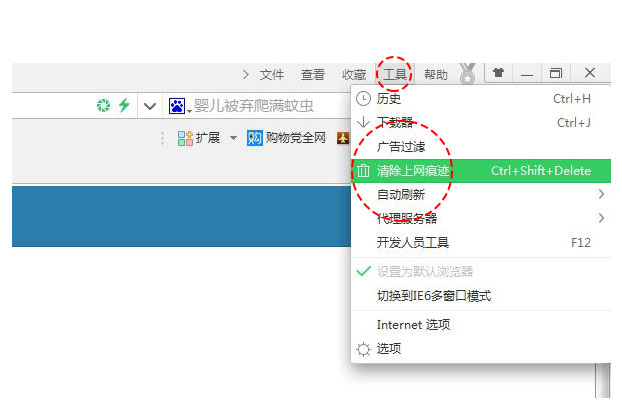 文件 查看 收藏 工具 帮助
婴儿被弃爬满蚊虫
扩展 购 购物党全网
历史 Ctrl+H
下载器 Ctrl+J
广告过滤
清除上网痕迹 Ctrl+Shift+Delete
自动刷新
代理服务器
开发人员工具 F12
设置为默认浏览器
切换到IE6多窗口模式
Internet 选项
选项